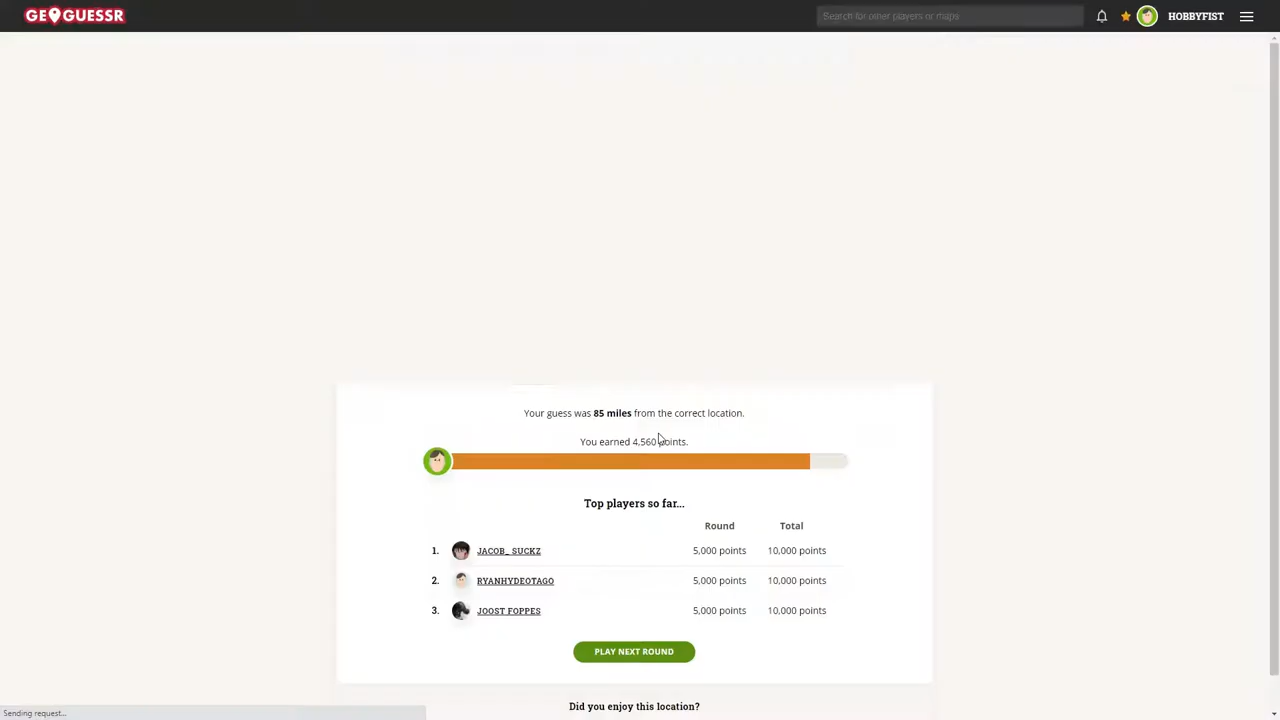 GEOGUESSR
Search for other players or maps
HOBBYFIST
Your guess was 85 miles from the correct location.
You earned 4,560 points.
Top players so far...
Round Total
1. JACOB_ SUCKZ 5,000 points 10,000 points
2. RYANHYDEOTAGO 5,000 points 10,000 points
3. JOOST FOPPES 5,000 points 10,000 points
PLAY NEXT ROUND
Did you enjoy this location?
Sending request...